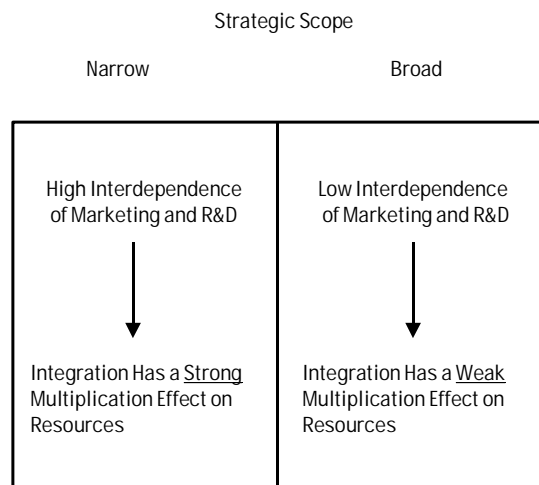 Strategic Scope
Narrow
Broad
High Interdependence
of Marketing and R&D
Integration Has a Strong
Multiplication Effect on
Resources
Low Interdependence
of Marketing and R&D
Integration Has a Weak
Multiplication Effect on
Resources